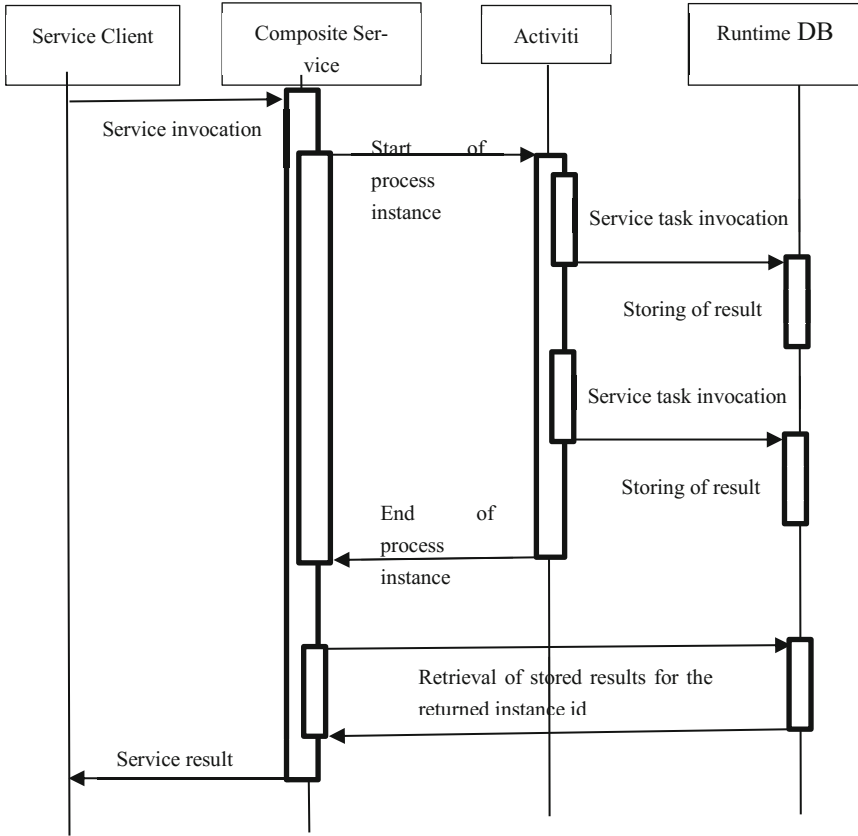 Service Client
Composite Ser-
vice
Activiti
Runtime DB
Service invocation
Start of
process
instance
Service task invocation
Storing of result
Service task invocation
Storing of result
End of
process
instance
Retrieval of stored results for the
returned instance id
Service result